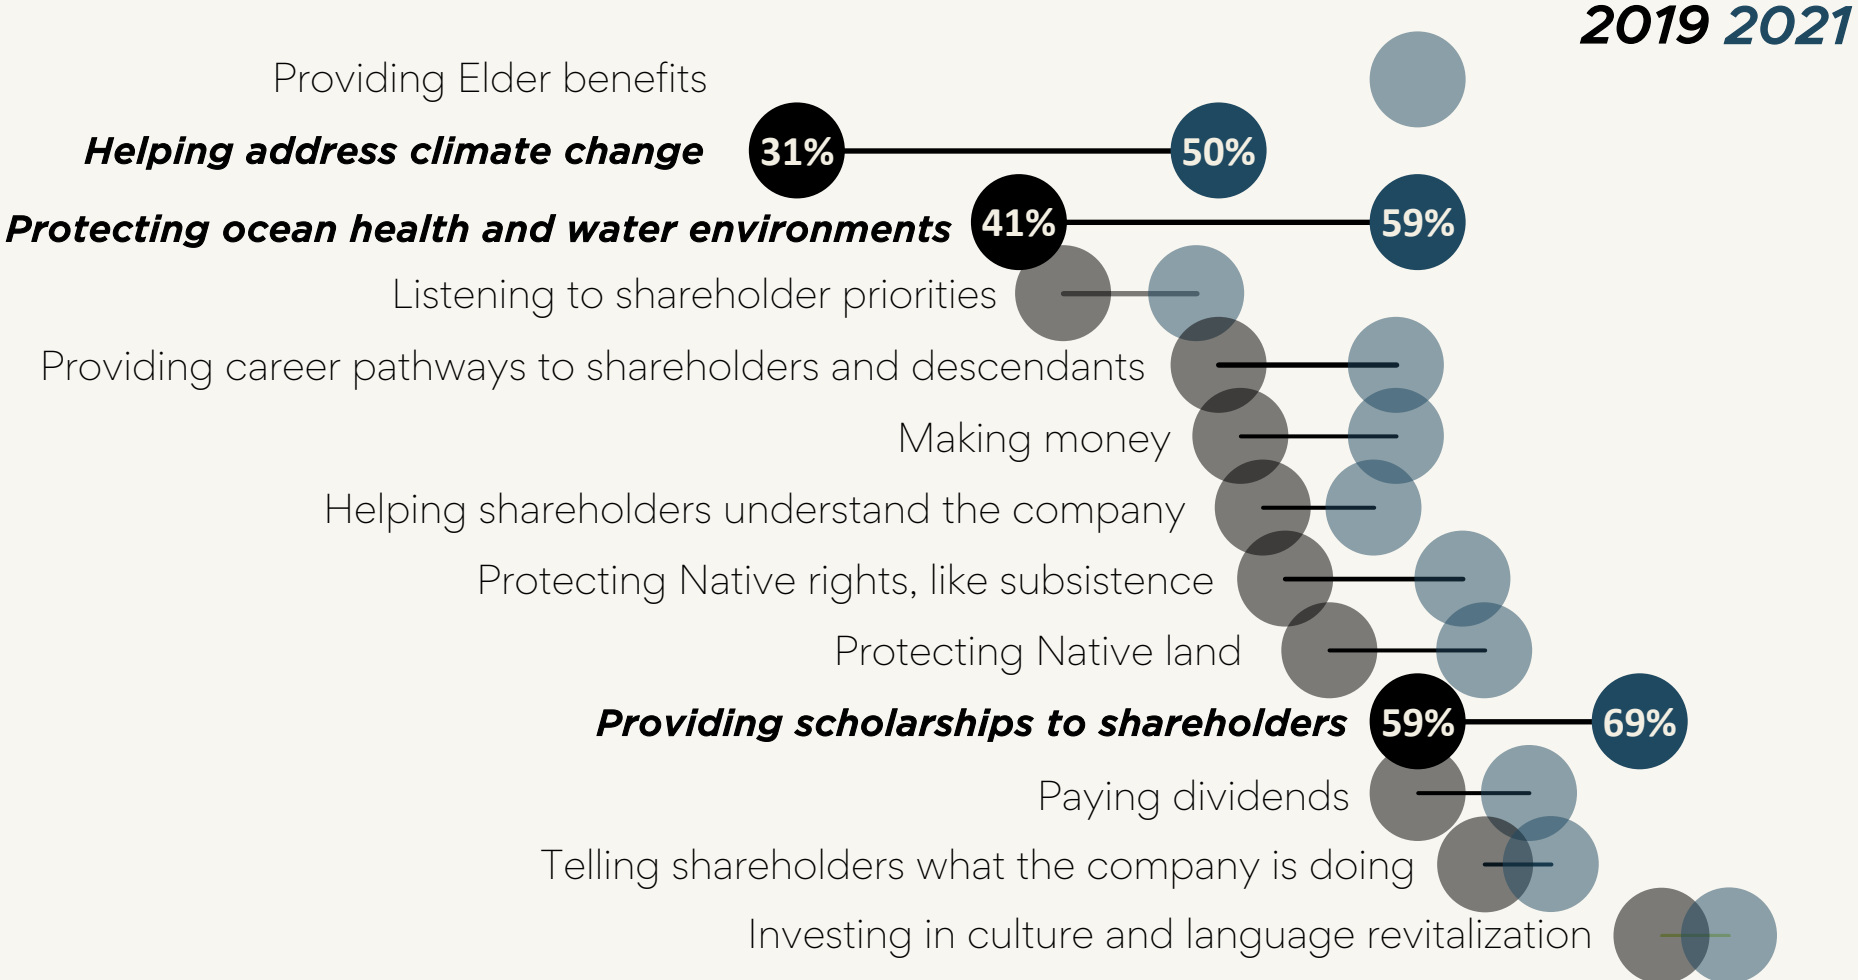 2019 2021
Providing Elder benefits
Helping address climate change 31% 50%
Protecting ocean health and water environments 41% 59%
Listening to shareholder priorities
Providing career pathways to shareholders and descendants
Making money
Helping shareholders understand the company
Protecting Native rights, like subsistence
Protecting Native land
Providing scholarships to shareholders 59% 69%
Paying dividends
Telling shareholders what the company is doing
Investing in culture and language revitalization